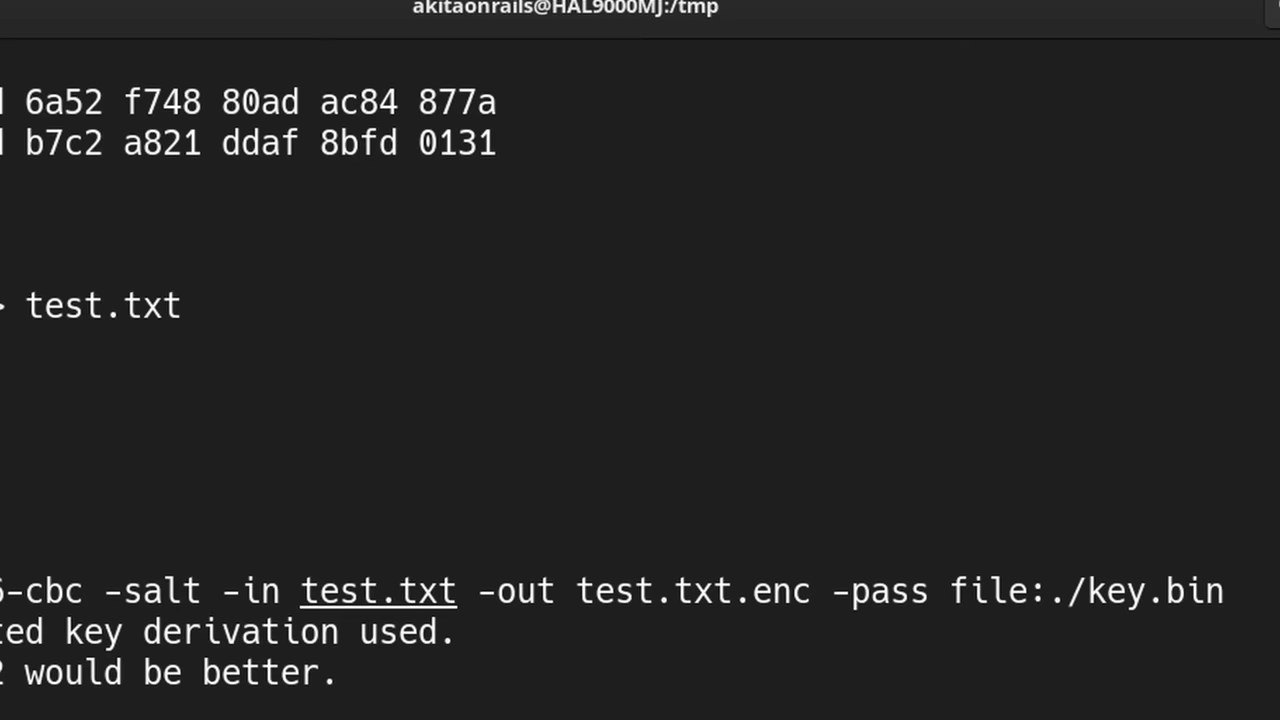 akitaonrails@HAL9000MJ:/tmp
6a52 f748 80ad ac84 877a
b7c2 a821 ddaf 8bfd 0131
> test.txt
-cbc -salt -in test.txt -out test.txt.enc -pass file:./key.bin
ted key derivation used.
2 would be better.